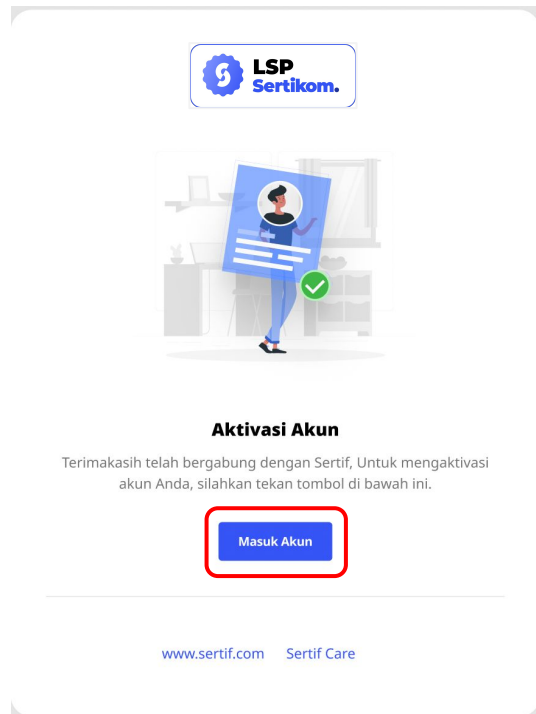 LSP
Sertikom.
Aktivasi Akun
Terimakasih telah bergabung dengan Sertif, Untuk mengaktivasi
akun Anda, silahkan tekan tombol di bawah ini.
Masuk Akun
www.sertif.com Sertif Care